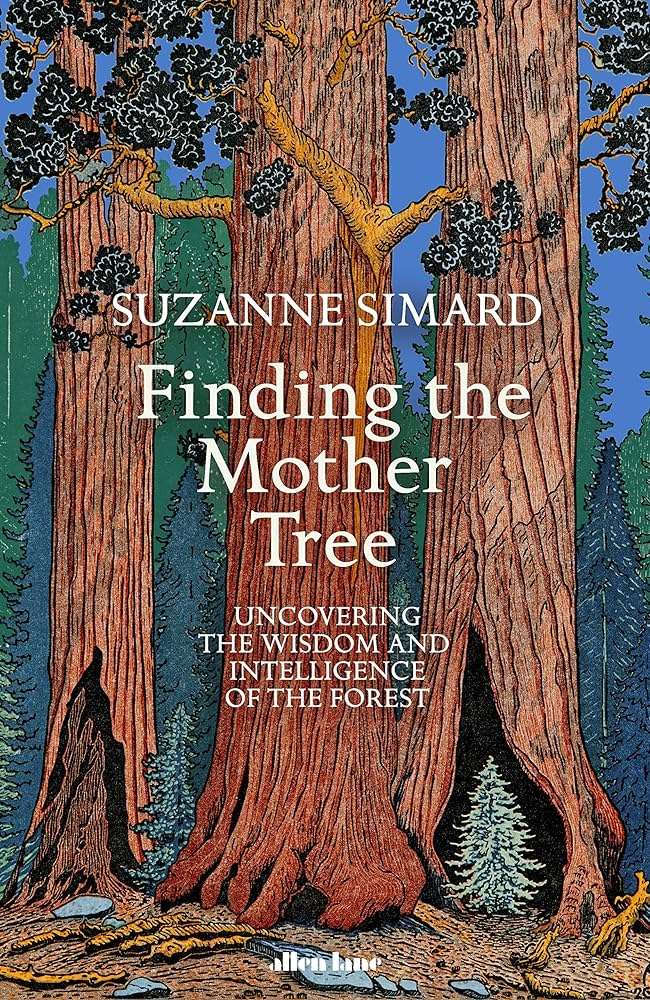 SUZANNE SIMARD
Finding the
Mother
Tree
UNCOVERING
THE WISDOM AND
INTELLIGENCE
OF THE FOREST
allen lane